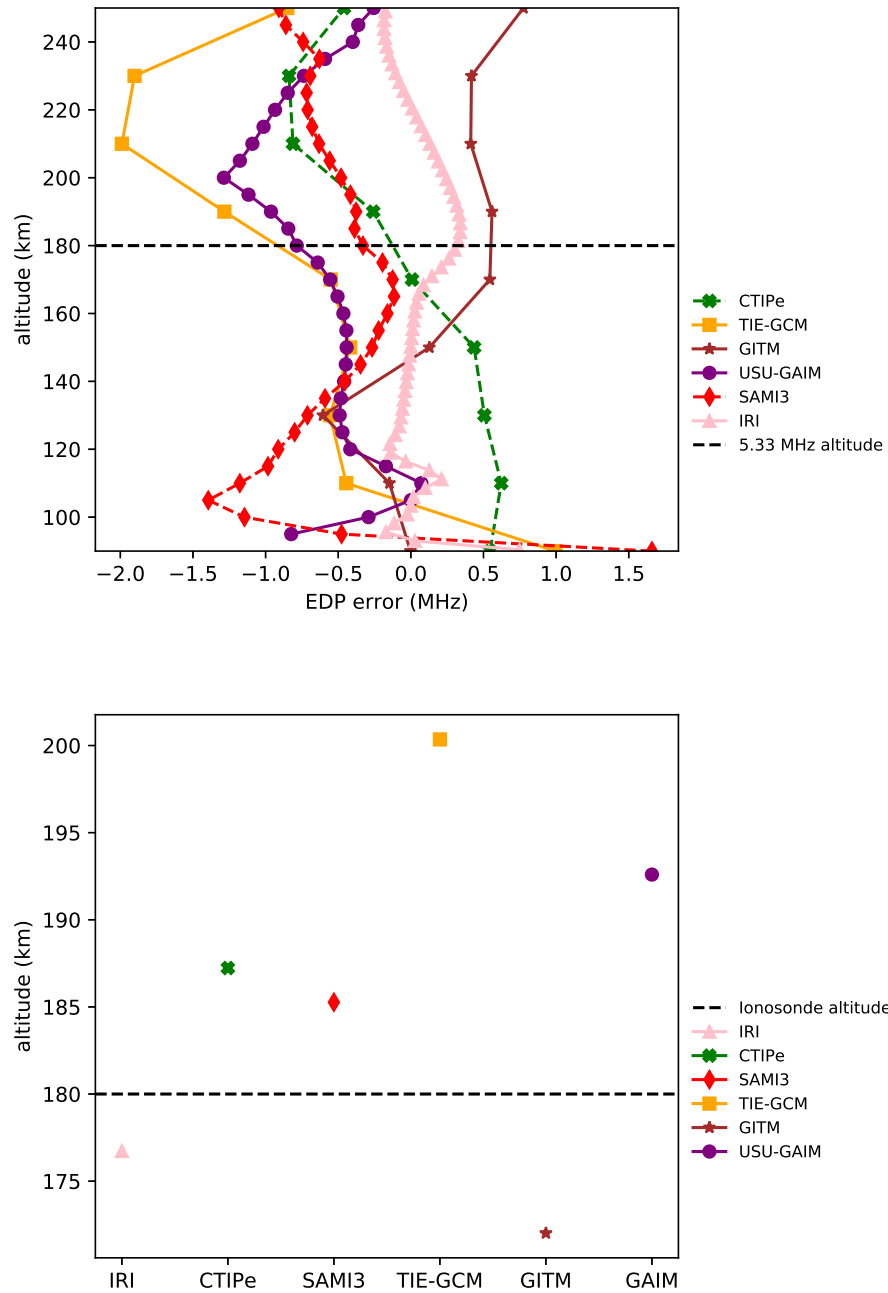 240
220
200
180
160
140
120
100
altitude (km)
−2.0 −1.5 −1.0 −0.5 0.0 0.5 1.0 1.5
EDP error (MHz)
CTIPe
TIE-GCM
GITM
USU-GAIM
SAMI3
IRI
5.33 MHz altitude
200
195
190
185
180
175
altitude (km)
IRI CTIPe SAMI3 TIE-GCM GITM GAIM
Ionosonde altitude
IRI
CTIPe
SAMI3
TIE-GCM
GITM
USU-GAIM